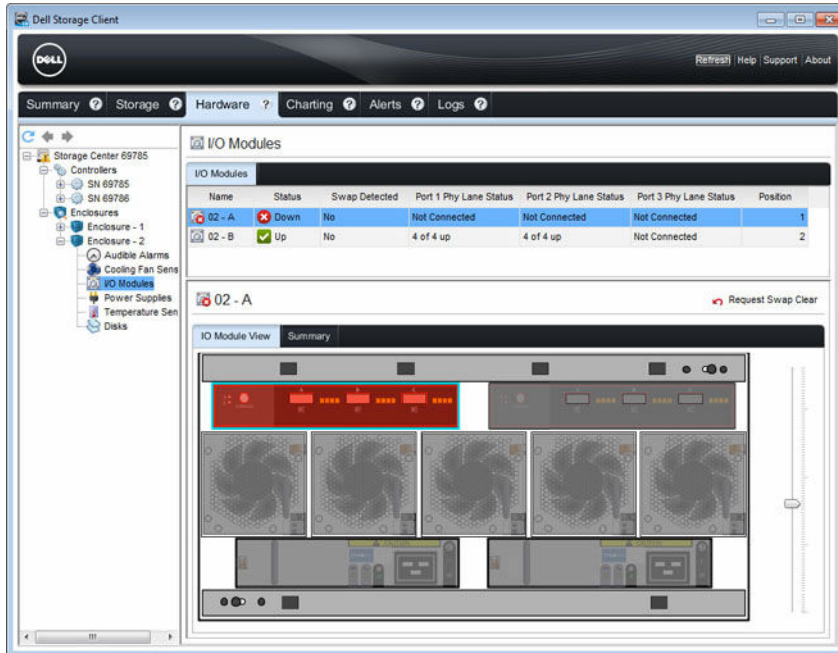 Dell Storage Client
DELL
Refresh Help Support About
Summary ? Storage ? Hardware ? Charting ? Alerts ? Logs ?
Storage Center 69785
Controllers
SN 69785
SN 69786
Enclosures
Enclosure - 1
Enclosure - 2
Audible Alarms
Cooling Fan Sens
I/O Modules
Power Supplies
Temperature Sen
Disks
I/O Modules
I/O Modules
Name Status Swap Detected Port 1 Phy Lane Status Port 2 Phy Lane Status Port 3 Phy Lane Status Position
02 - A Down No Not Connected Not Connected Not Connected 1
02 - B Up No 4 of 4 up 4 of 4 up Not Connected 2
02 - A
Request Swap Clear
IO Module View Summary
A B C